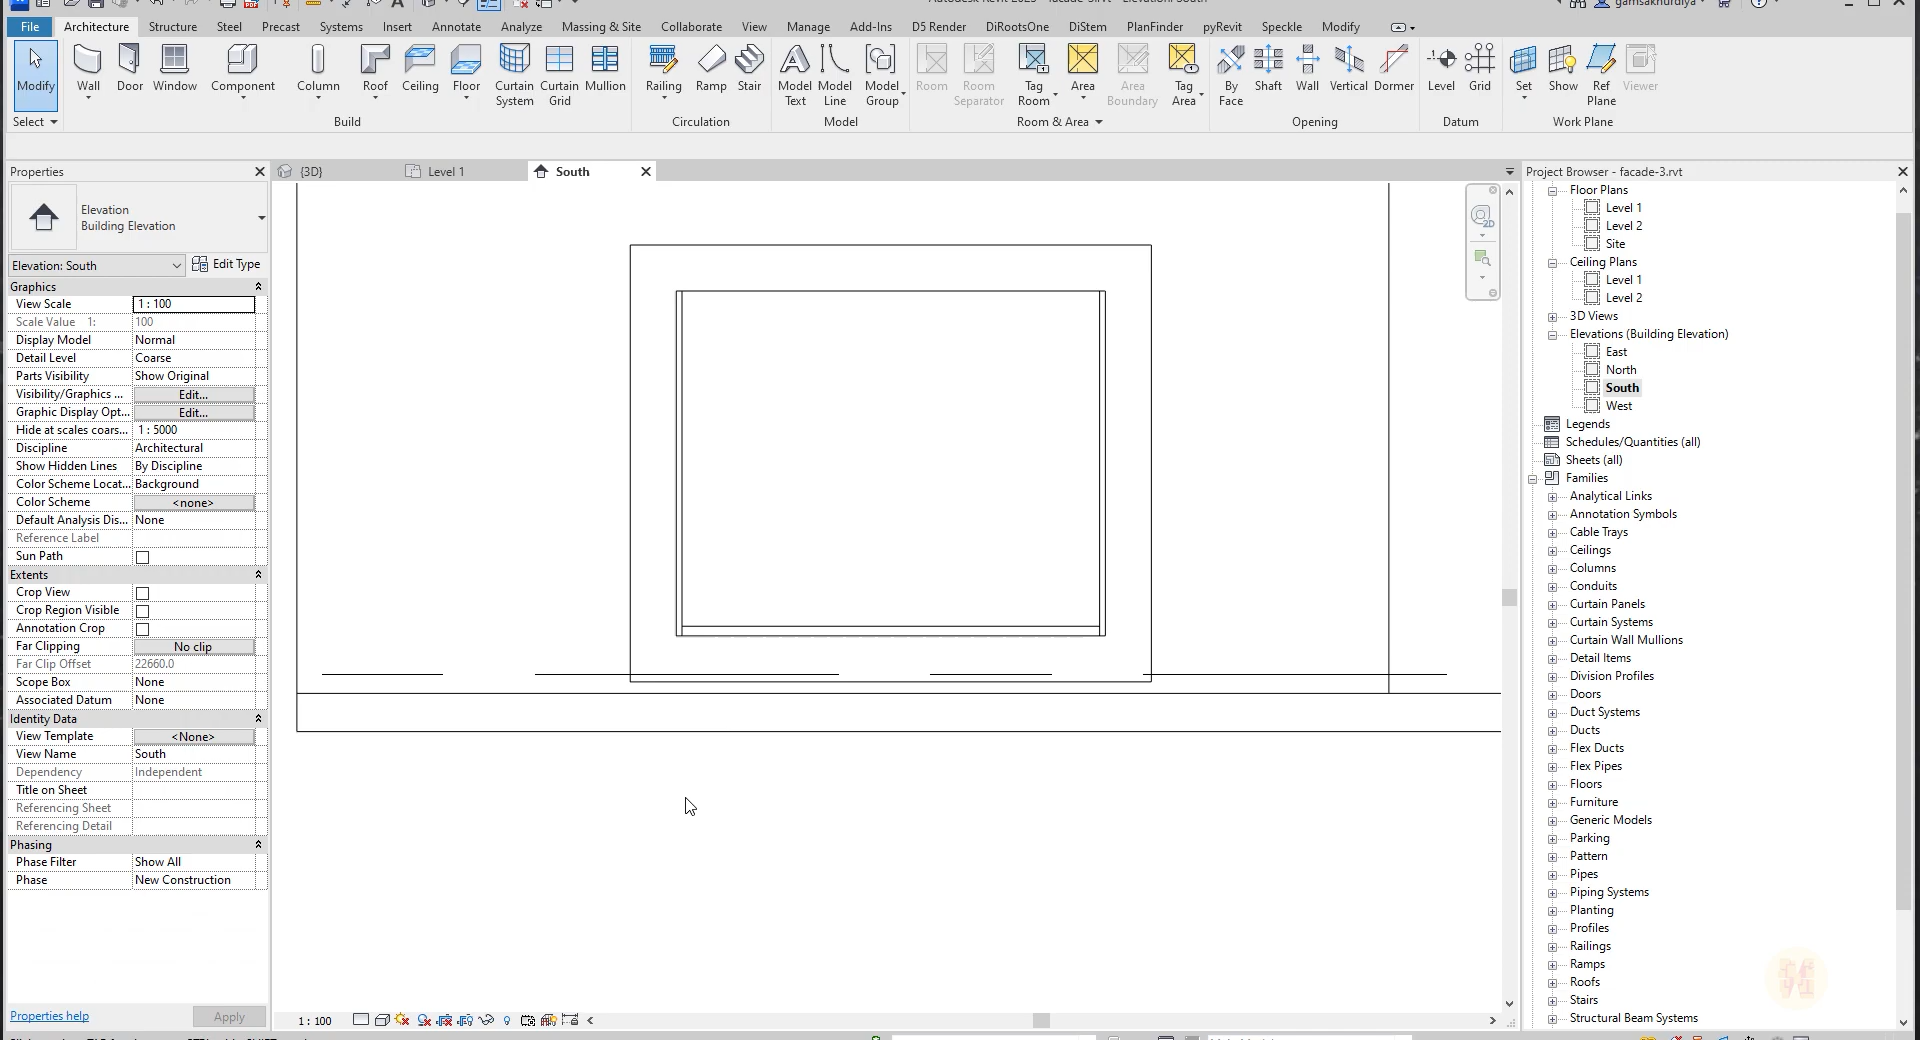 File Architecture Structure Steel Precast Systems Insert Annotate Analyze Massing & Site Collaborate View Manage Add-Ins D5 Render DiRootsOne DiStem PlanFinder pyRevit Speckle Modify
Modify Wall Door Window Component Column Roof Ceiling Floor Curtain System Curtain Grid Mullion Railing Ramp Stair Model Text Model Line Model Group Room Room Separator Tag Room Area Area Boundary Tag Area By Face Shaft Wall Vertical Dormer Level Grid Set Show Ref Plane Viewer
Select Build Circulation Model Room & Area Opening Datum Work Plane
Properties
{3D} Level 1 South
Project Browser - facade-3.rvt
Elevation
Building Elevation
Elevation: South Edit Type
Graphics
View Scale 1 : 100
Scale Value 1: 100
Display Model Normal
Detail Level Coarse
Parts Visibility Show Original
Visibility/Graphics ... Edit...
Graphic Display Opt... Edit...
Hide at scales coars... 1 : 5000
Discipline Architectural
Show Hidden Lines By Discipline
Color Scheme Locat... Background
Color Scheme <none>
Default Analysis Dis... None
Reference Label
Sun Path
Extents
Crop View
Crop Region Visible
Annotation Crop
Far Clipping No clip
Far Clip Offset 22660.0
Scope Box None
Associated Datum None
Identity Data
View Template <None>
View Name South
Dependency Independent
Title on Sheet
Referencing Sheet
Referencing Detail
Phasing
Phase Filter Show All
Phase New Construction
Properties help Apply
2D
1 : 100
Floor Plans
Level 1
Level 2
Site
Ceiling Plans
Level 1
Level 2
3D Views
Elevations (Building Elevation)
East
North
South
West
Legends
Schedules/Quantities (all)
Sheets (all)
Families
Analytical Links
Annotation Symbols
Cable Trays
Ceilings
Columns
Conduits
Curtain Panels
Curtain Systems
Curtain Wall Mullions
Detail Items
Division Profiles
Doors
Duct Systems
Ducts
Flex Ducts
Flex Pipes
Floors
Furniture
Generic Models
Parking
Pattern
Pipes
Piping Systems
Planting
Profiles
Railings
Ramps
Roofs
Stairs
Structural Beam Systems